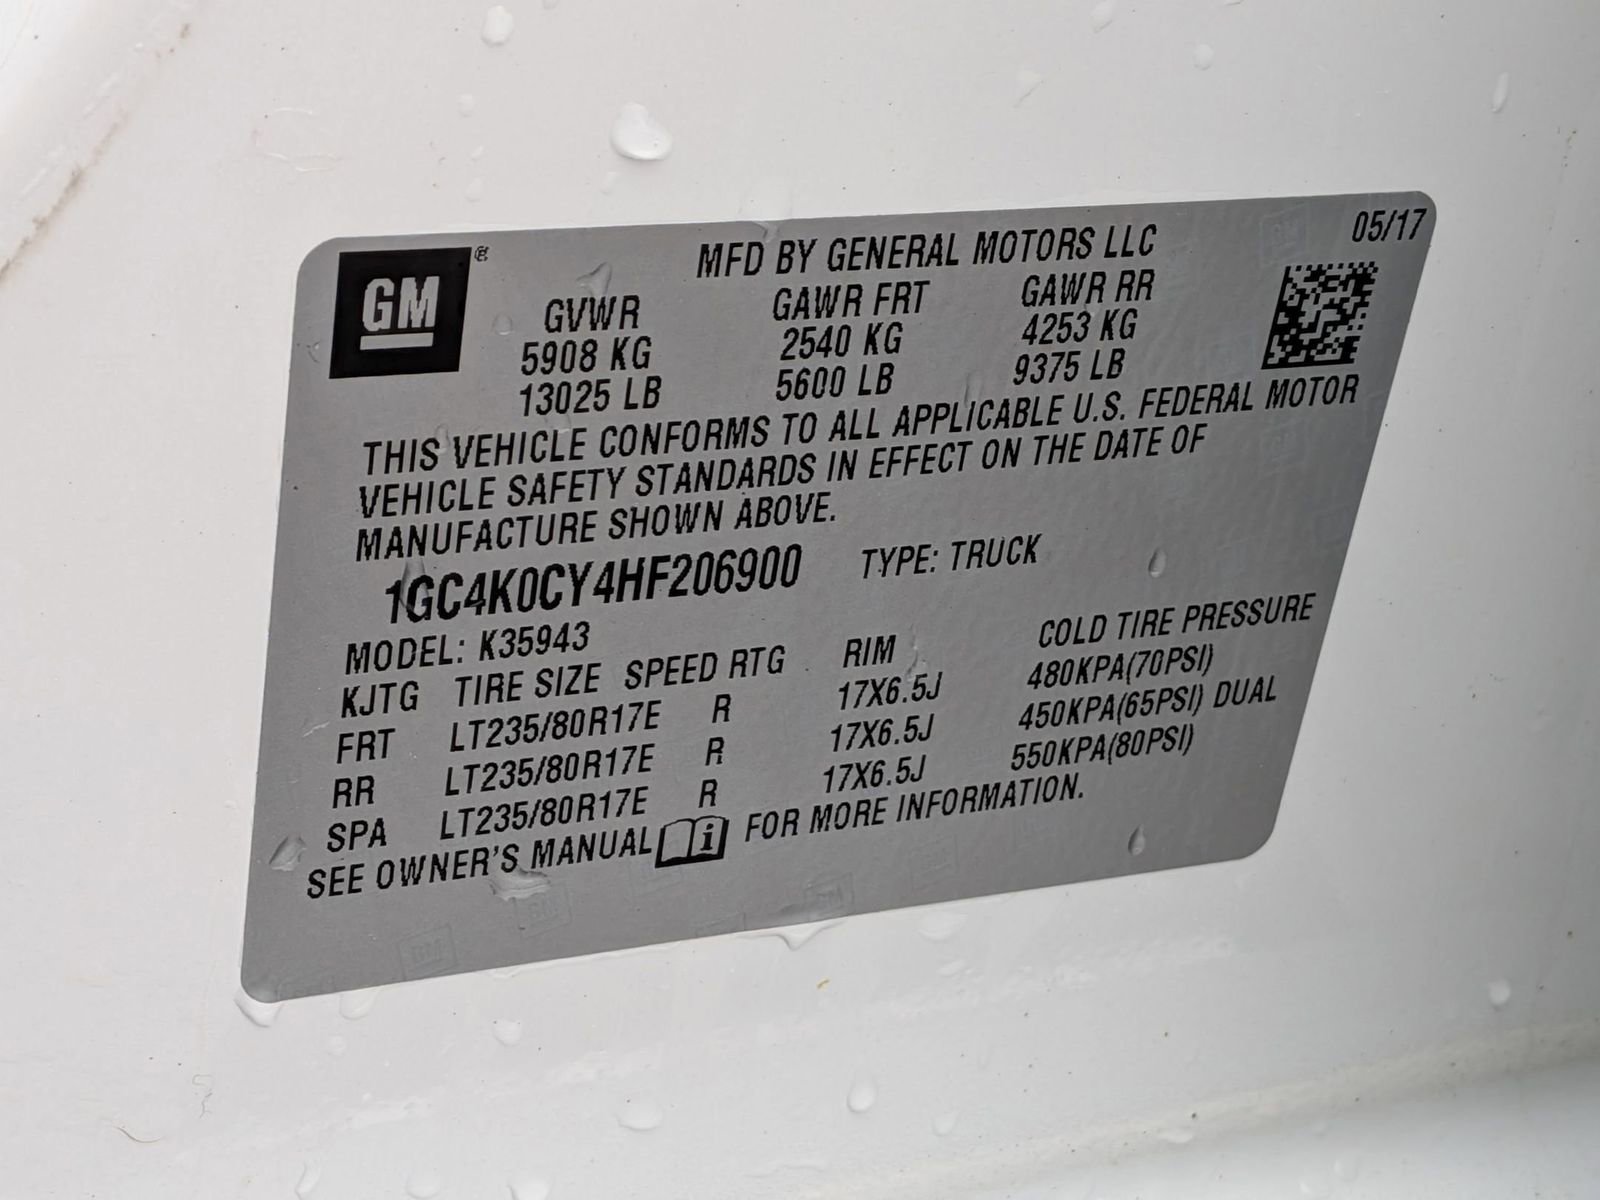 GM
MFD BY GENERAL MOTORS LLC 05/17
GVWR GAWR FRT GAWR RR
5908 KG 2540 KG 4253 KG
13025 LB 5600 LB 9375 LB
THIS VEHICLE CONFORMS TO ALL APPLICABLE U.S. FEDERAL MOTOR
VEHICLE SAFETY STANDARDS IN EFFECT ON THE DATE OF
MANUFACTURE SHOWN ABOVE.
1GC4K0CY4HF206900 TYPE: TRUCK
MODEL: K35943
KJTG TIRE SIZE SPEED RTG RIM COLD TIRE PRESSURE
FRT LT235/80R17E R 17X6.5J 480KPA(70PSI)
RR LT235/80R17E R 17X6.5J 450KPA(65PSI) DUAL
SPA LT235/80R17E R 17X6.5J 550KPA(80PSI)
SEE OWNER'S MANUAL i FOR MORE INFORMATION.